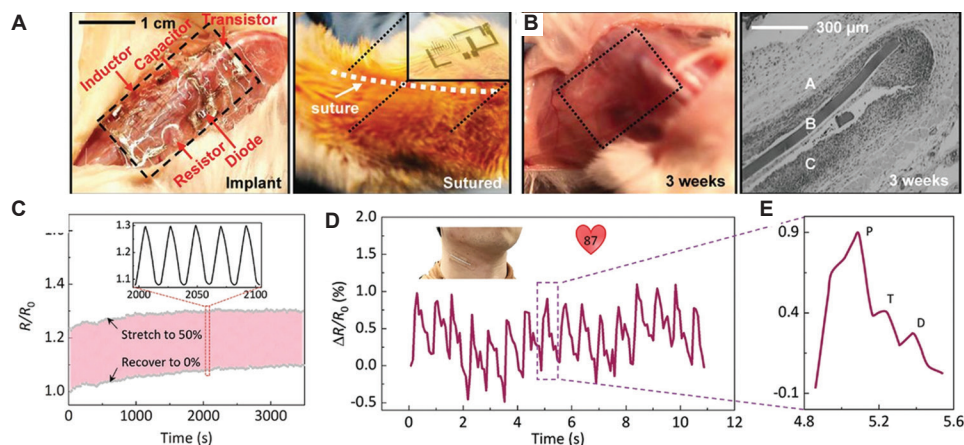 A
1 cm
Transistor
Capacitor
Inductor
Resistor
Diode
Implant
suture
Sutured
B
3 weeks
300 µm
A
B
C
3 weeks
C
R/R0
1.4
1.2
1.0
1.3
1.2
1.1
2000 2050 2100
Stretch to 50%
Recover to 0%
0 1000 2000 3000
Time (s)
D
ΔR/R0 (%)
2.0
1.5
1.0
0.5
0.0
-0.5
87
0 2 4 6 8 10 12
Time (s)
E
0.9
0.4
-0.1
P
T
D
4.8 5.2 5.6